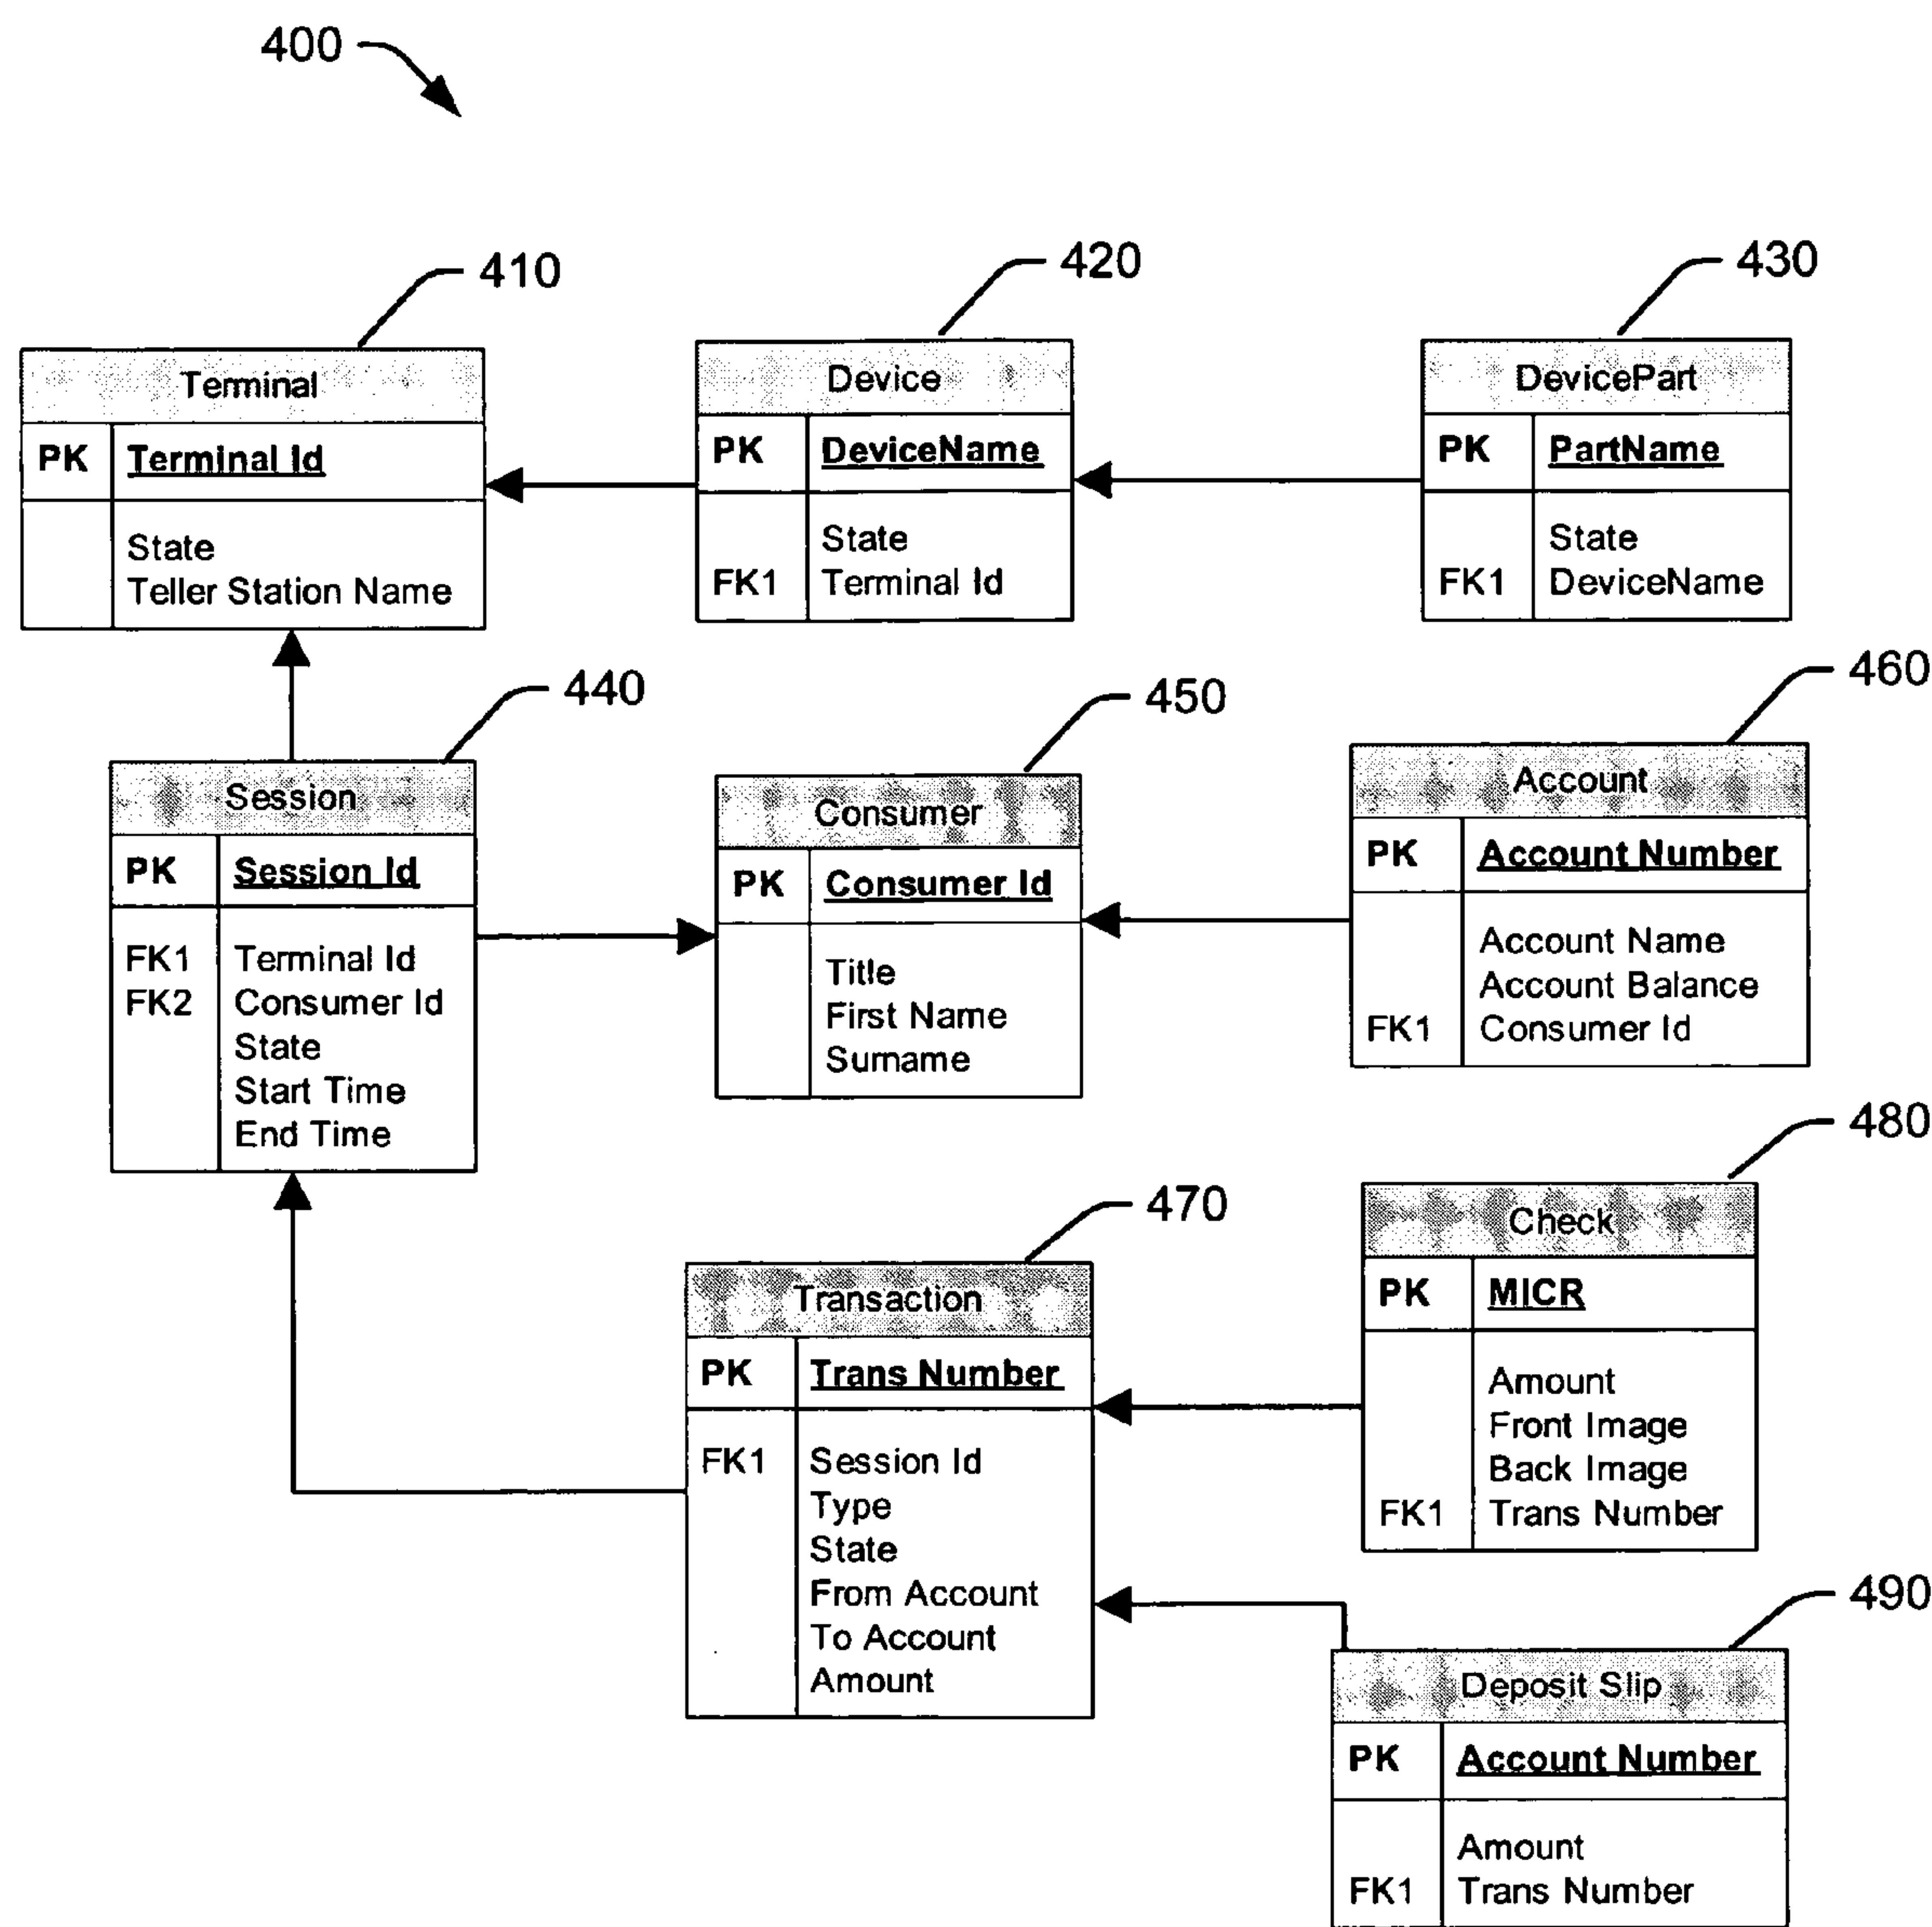 400
410
420
430
Terminal
PK Terminal Id
State
Teller Station Name
Device
PK DeviceName
State
FK1 Terminal Id
DevicePart
PK PartName
State
FK1 DeviceName
440
450
460
Session
PK Session Id
FK1 Terminal Id
FK2 Consumer Id
State
Start Time
End Time
Consumer
PK Consumer Id
Title
First Name
Surname
Account
PK Account Number
Account Name
Account Balance
FK1 Consumer Id
470
480
Transaction
PK Trans Number
FK1 Session Id
Type
State
From Account
To Account
Amount
Check
PK MICR
Amount
Front Image
Back Image
FK1 Trans Number
490
Deposit Slip
PK Account Number
Amount
FK1 Trans Number